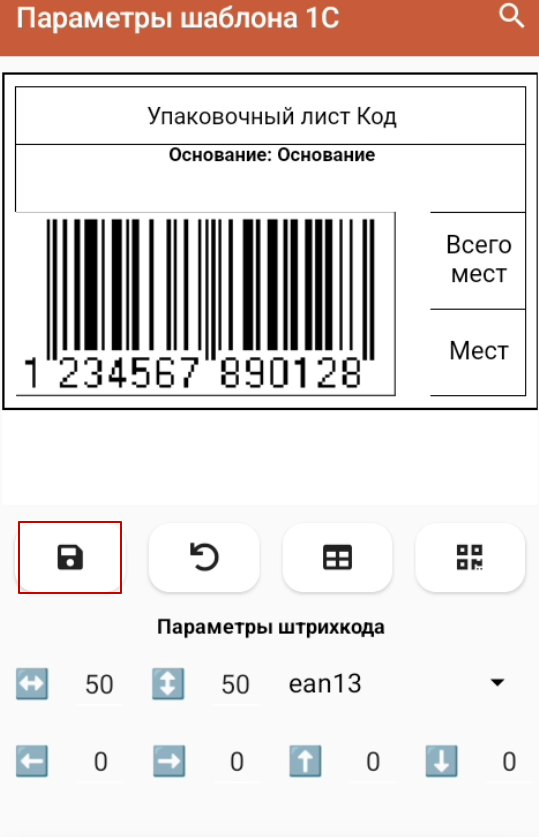 Параметры шаблона 1С
Упаковочный лист Код
Основание: Основание
Всего
мест
Мест
1 234567 890128
Параметры штрихкода
50 50 ean13
0 0 0 0